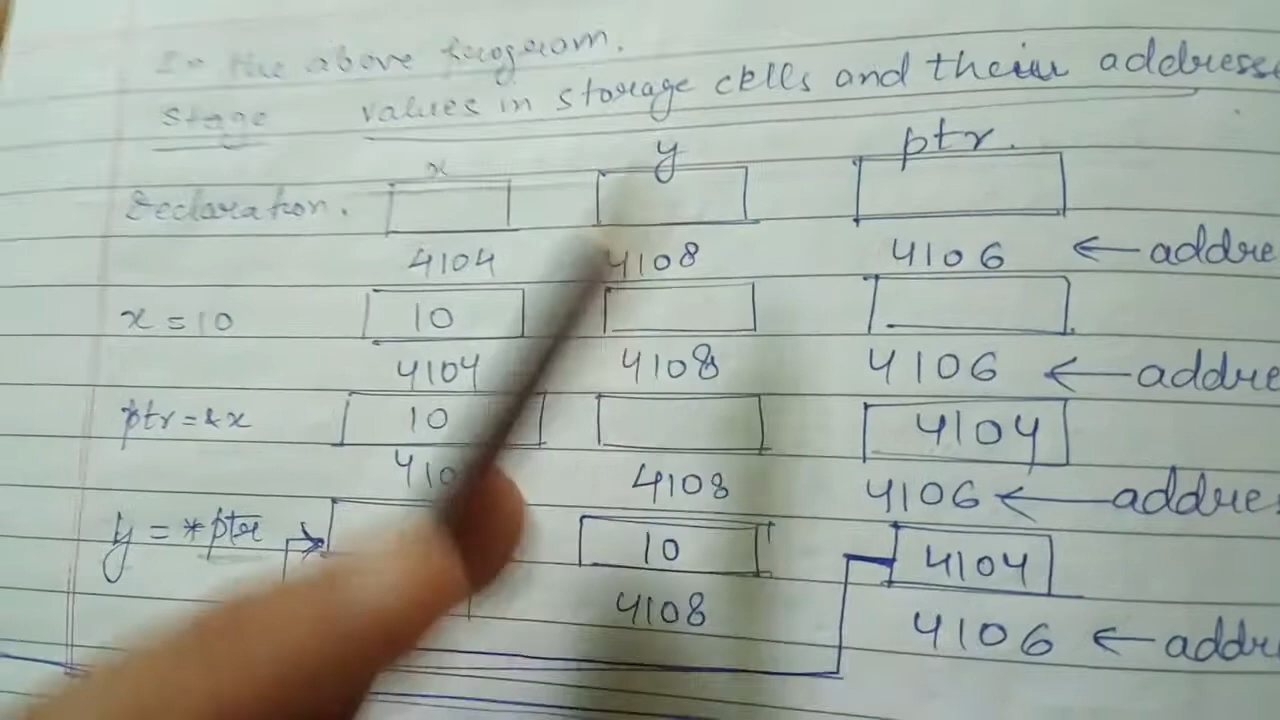 In the above program.
Stage values in storage cells and their address
x y ptr.
Declaration.
4104 4108 4106 ← addre
x = 10 10
4104 4108 4106 ← addre
ptr = &x 10 4104
410 4108 4106 ← addre
y = *ptr 10 4104
4108 4106 ← addre